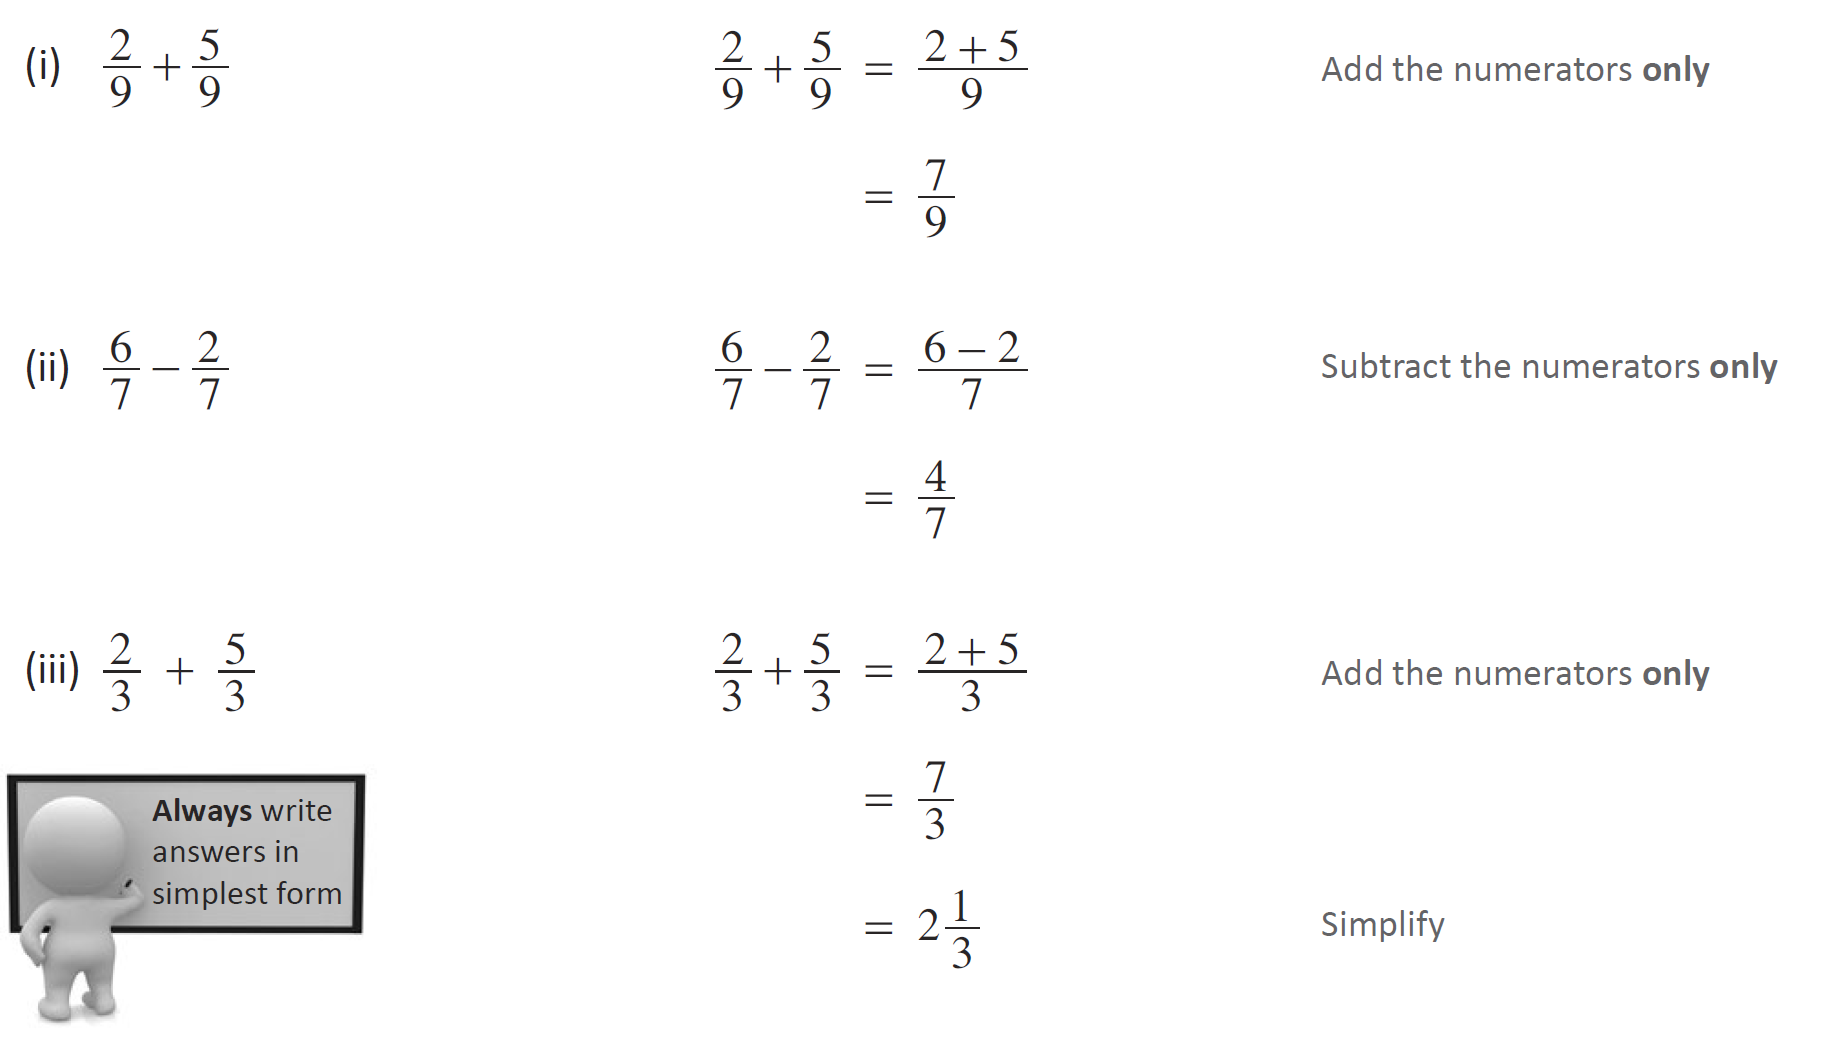 (i) 2/9 + 5/9    2/9 + 5/9 = (2 + 5)/9    Add the numerators only
= 7/9
(ii) 6/7 − 2/7    6/7 − 2/7 = (6 − 2)/7    Subtract the numerators only
= 4/7
(iii) 2/3 + 5/3    2/3 + 5/3 = (2 + 5)/3    Add the numerators only
= 7/3
= 2 1/3    Simplify
Always write
answers in
simplest form